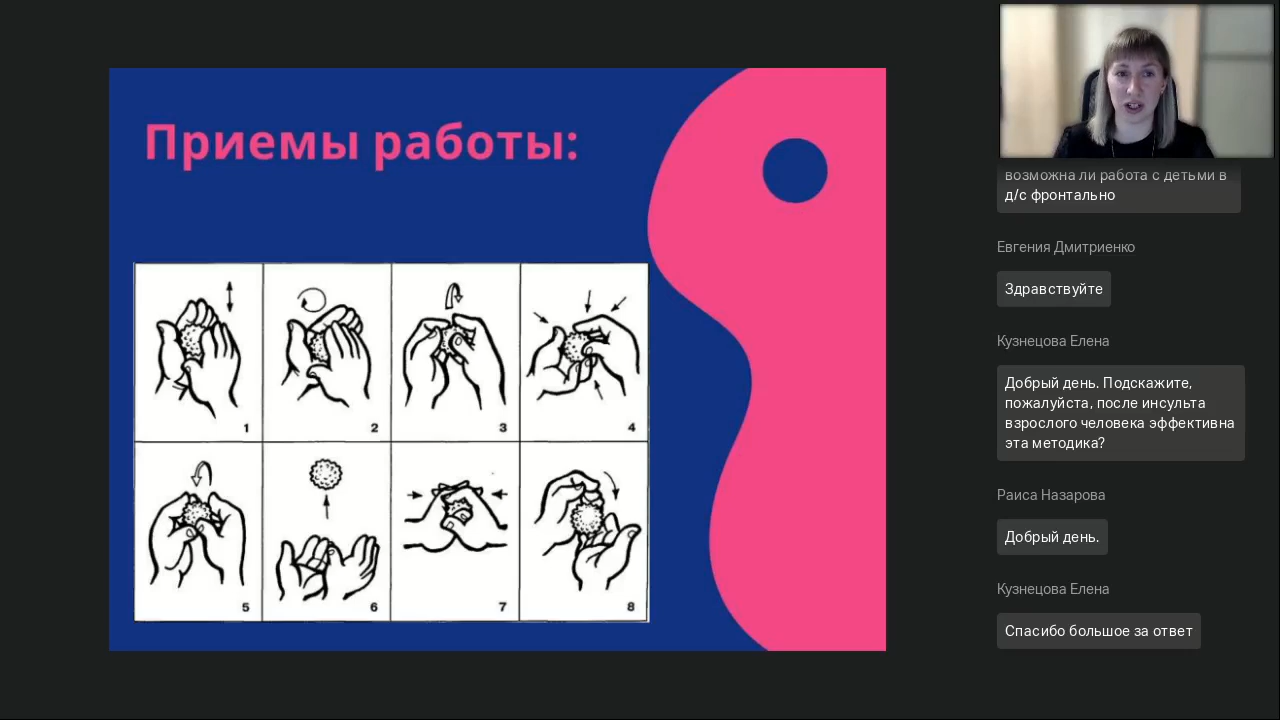 Приемы работы:
1
2
3
4
5
6
7
8
возможна ли работа с детьми в
д/с фронтально
Евгения Дмитриенко
Здравствуйте
Кузнецова Елена
Добрый день. Подскажите,
пожалуйста, после инсульта
взрослого человека эффективна
эта методика?
Раиса Назарова
Добрый день.
Кузнецова Елена
Спасибо большое за ответ